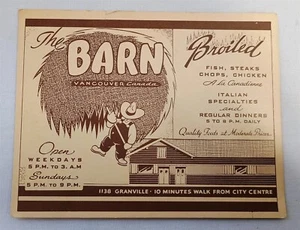 The
BARN
VANCOUVER CANADA
Broiled
FISH, STEAKS
CHOPS, CHICKEN
A La Canadienne
ITALIAN
SPECIALTIES
and
REGULAR DINNERS
5 TO 9 P.M. DAILY
Quality Foods at Moderate Prices
Open
WEEKDAYS
5 P.M. TO 3. A.M
Sundays
5 P.M. TO 9 P.M.
1138 GRANVILLE · 10 MINUTES WALK FROM CITY CENTRE